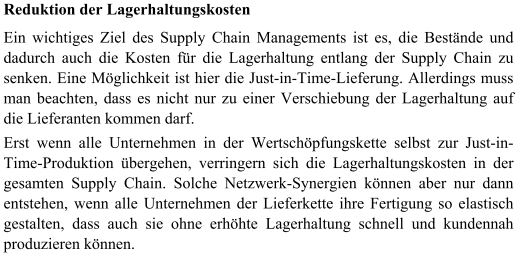 Reduktion der Lagerhaltungskosten
Ein wichtiges Ziel des Supply Chain Managements ist es, die Bestände und
dadurch auch die Kosten für die Lagerhaltung entlang der Supply Chain zu
senken. Eine Möglichkeit ist hier die Just-in-Time-Lieferung. Allerdings muss
man beachten, dass es nicht nur zu einer Verschiebung der Lagerhaltung auf
die Lieferanten kommen darf.
Erst wenn alle Unternehmen in der Wertschöpfungskette selbst zur Just-in-
Time-Produktion übergehen, verringern sich die Lagerhaltungskosten in der
gesamten Supply Chain. Solche Netzwerk-Synergien können aber nur dann
entstehen, wenn alle Unternehmen der Lieferkette ihre Fertigung so elastisch
gestalten, dass auch sie ohne erhöhte Lagerhaltung schnell und kundennah
produzieren können.